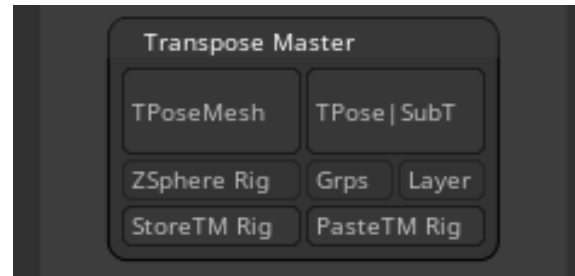 Transpose Master
TPoseMesh TPose|SubT
ZSphere Rig Grps Layer
StoreTM Rig PasteTM Rig